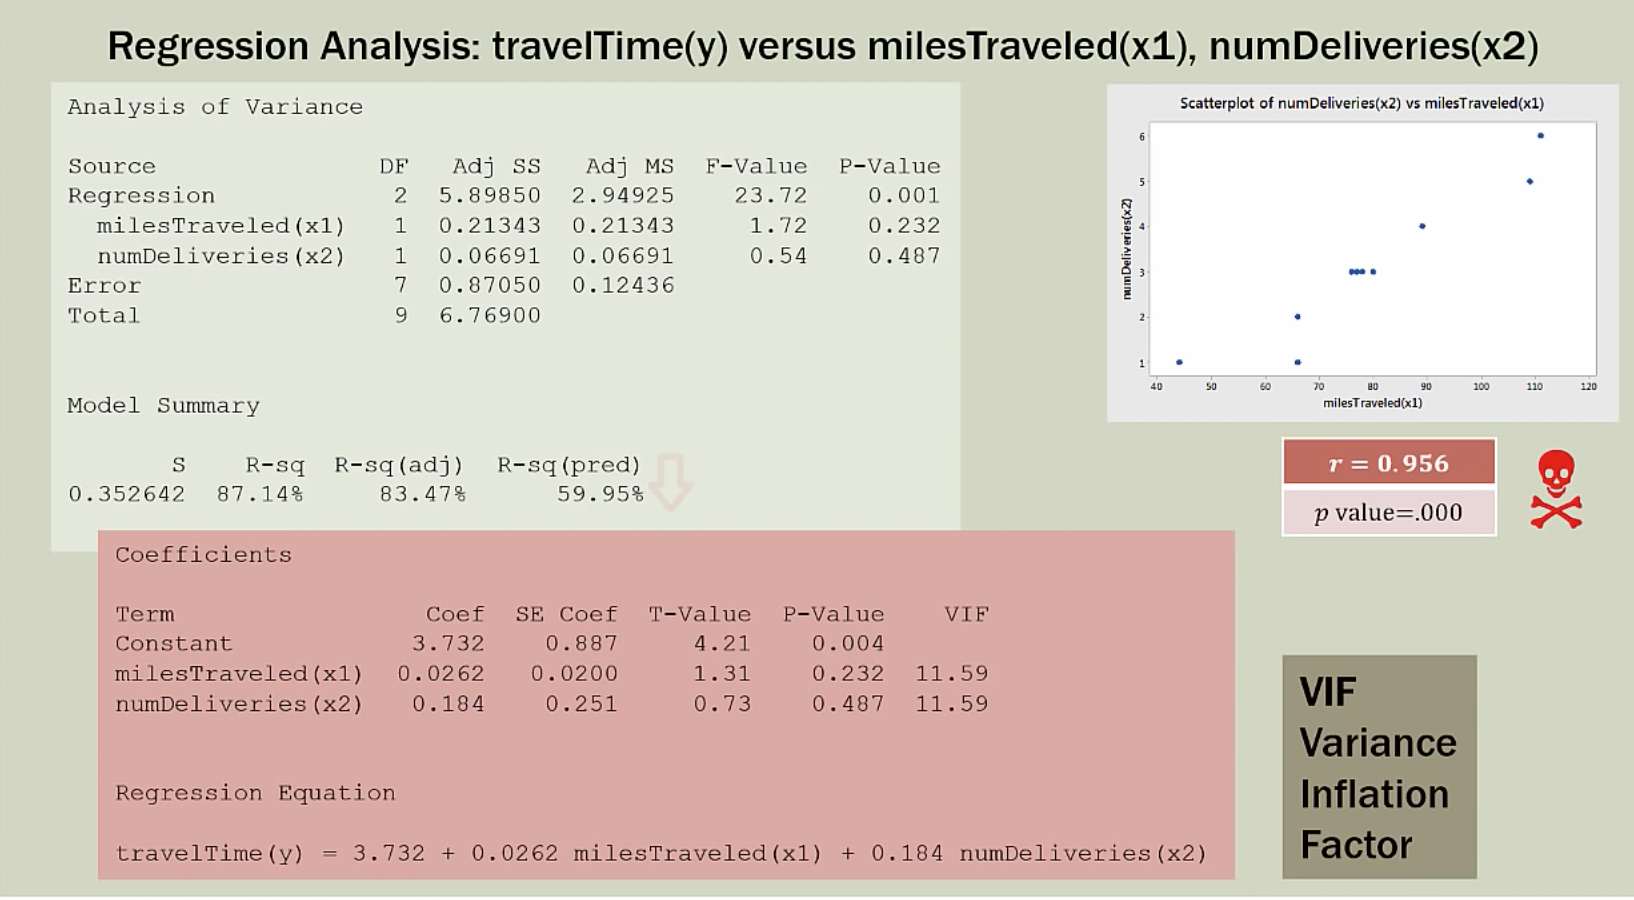 Regression Analysis: travelTime(y) versus milesTraveled(x1), numDeliveries(x2)
Analysis of Variance
Source DF Adj SS Adj MS F-Value P-Value
Regression 2 5.89850 2.94925 23.72 0.001
milesTraveled(x1) 1 0.21343 0.21343 1.72 0.232
numDeliveries(x2) 1 0.06691 0.06691 0.54 0.487
Error 7 0.87050 0.12436
Total 9 6.76900
Model Summary
S R-sq R-sq(adj) R-sq(pred)
0.352642 87.14% 83.47% 59.95%
Scatterplot of numDeliveries(x2) vs milesTraveled(x1)
numDeliveries(x2)
6
5
4
3
2
1
40 50 60 70 80 90 100 110 120
milesTraveled(x1)
r = 0.956
p value=.000
Coefficients
Term Coef SE Coef T-Value P-Value VIF
Constant 3.732 0.887 4.21 0.004
milesTraveled(x1) 0.0262 0.0200 1.31 0.232 11.59
numDeliveries(x2) 0.184 0.251 0.73 0.487 11.59
Regression Equation
travelTime(y) = 3.732 + 0.0262 milesTraveled(x1) + 0.184 numDeliveries(x2)
VIF
Variance
Inflation
Factor